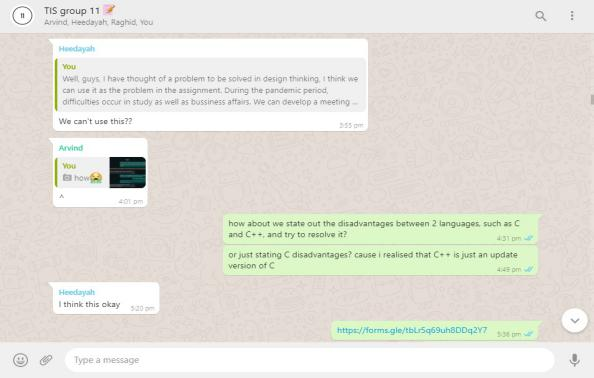 11
TIS group 11
Arvind, Heedayah, Raghid, You
Heedayah
You
Well, guys, I have thought of a problem to be solved in design thinking, I think we
can use it as the problem in the assignment. During the pandemic period,
difficulties occur in study as well as bussiness affairs. We can develop a meeting ...
We can't use this??
3:55 pm
Arvind
You
how
^
4:01 pm
how about we state out the disadvantages between 2 languages, such as C
and C++, and try to resolve it?
4:31 pm
or just stating C disadvantages? cause i realised that C++ is just an update
version of C
4:49 pm
Heedayah
I think this okay
5:20 pm
https://forms.gle/tbLr5q69uh8DDq2Y7
5:36 pm
Type a message